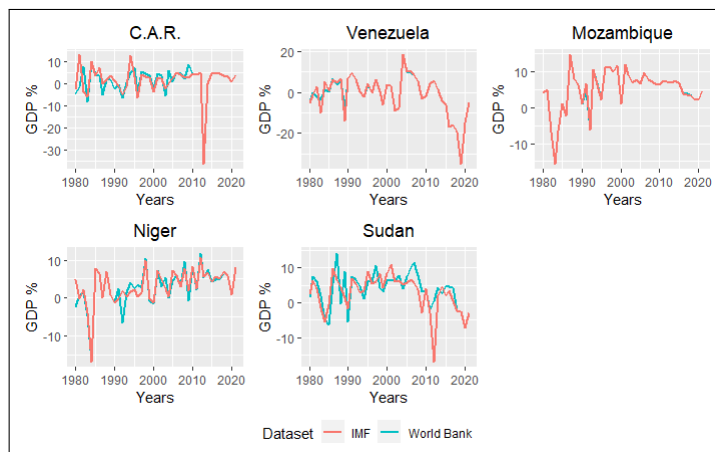 C.A.R.
GDP %
10
0
-10
-20
-30
1980 1990 2000 2010 2020
Years
Venezuela
GDP %
20
0
-20
1980 1990 2000 2010 2020
Years
Mozambique
GDP %
10
0
-10
1980 1990 2000 2010 2020
Years
Niger
GDP %
10
0
-10
1980 1990 2000 2010 2020
Years
Sudan
GDP %
10
0
-10
1980 1990 2000 2010 2020
Years
Dataset IMF World Bank